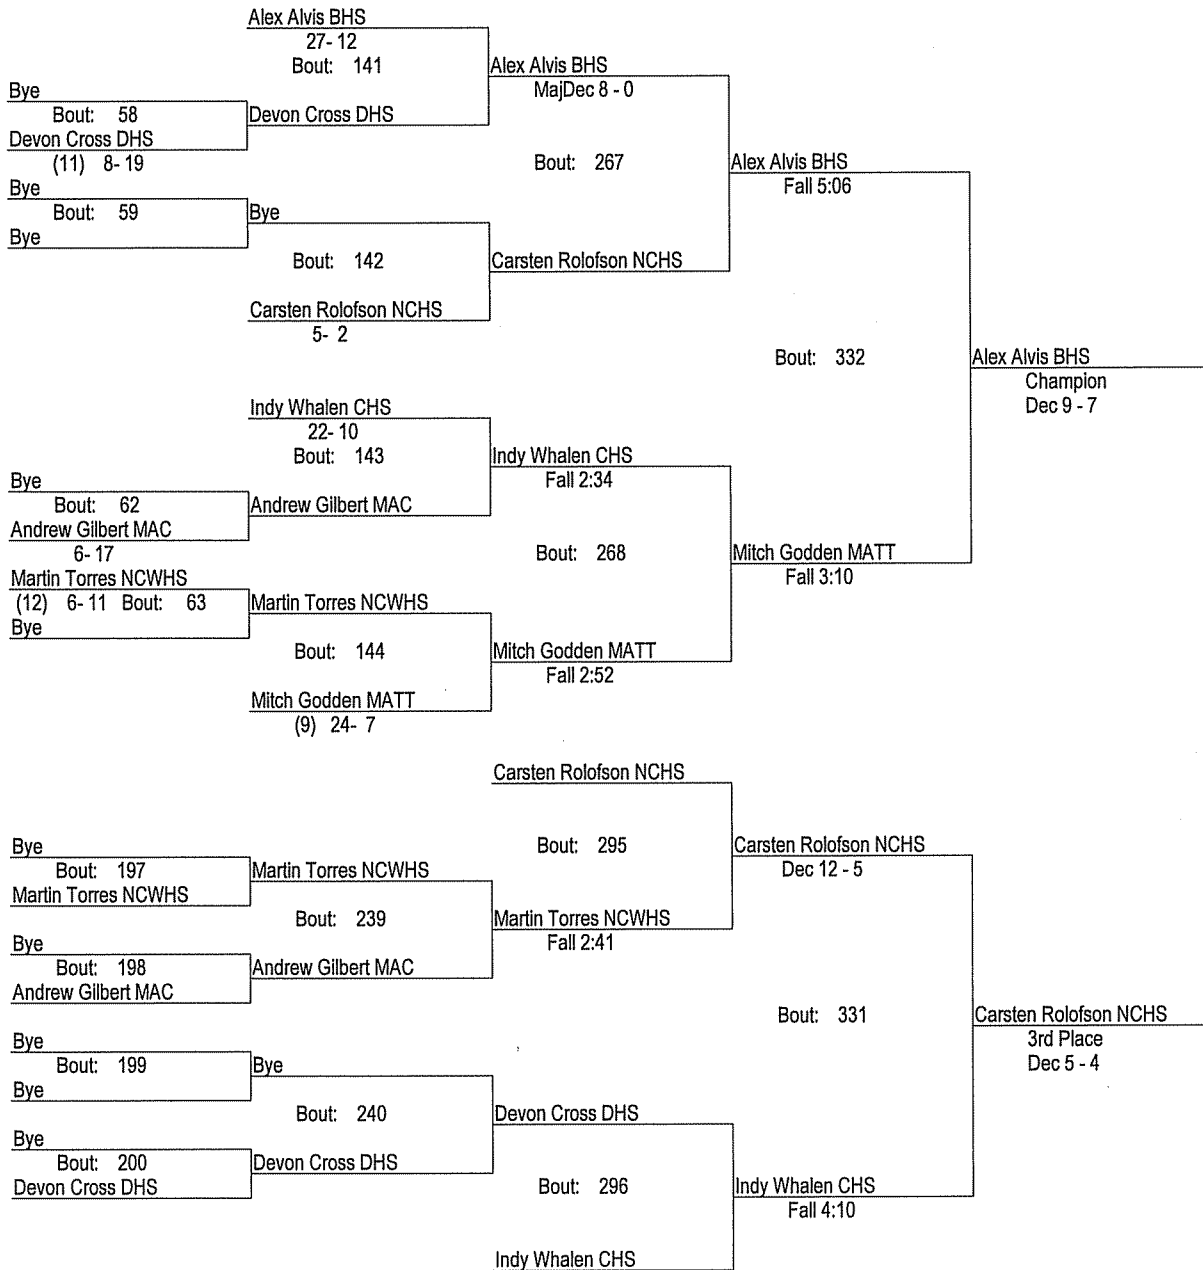 Alex Alvis BHS
27- 12
Bout: 141
Alex Alvis BHS
MajDec 8 - 0
Bye
Bout: 58
Devon Cross DHS
Devon Cross DHS
(11) 8- 19
Bout: 267
Alex Alvis BHS
Fall 5:06
Bye
Bout: 59
Bye
Bye
Bout: 142
Carsten Rolofson NCHS
Carsten Rolofson NCHS
5- 2
Bout: 332
Alex Alvis BHS
Champion
Dec 9 - 7
Indy Whalen CHS
22- 10
Bout: 143
Indy Whalen CHS
Fall 2:34
Bye
Bout: 62
Andrew Gilbert MAC
Andrew Gilbert MAC
6- 17
Bout: 268
Mitch Godden MATT
Fall 3:10
Martin Torres NCWHS
(12) 6- 11 Bout: 63
Bye
Martin Torres NCWHS
Bout: 144
Mitch Godden MATT
Fall 2:52
Mitch Godden MATT
(9) 24- 7
Carsten Rolofson NCHS
Bout: 295
Carsten Rolofson NCHS
Dec 12 - 5
Bye
Bout: 197
Martin Torres NCWHS
Martin Torres NCWHS
Bout: 239
Martin Torres NCWHS
Fall 2:41
Bye
Bout: 198
Andrew Gilbert MAC
Andrew Gilbert MAC
Bout: 331
Carsten Rolofson NCHS
3rd Place
Dec 5 - 4
Bye
Bout: 199
Bye
Bye
Bout: 240
Devon Cross DHS
Bye
Bout: 200
Devon Cross DHS
Devon Cross DHS
Bout: 296
Indy Whalen CHS
Fall 4:10
Indy Whalen CHS